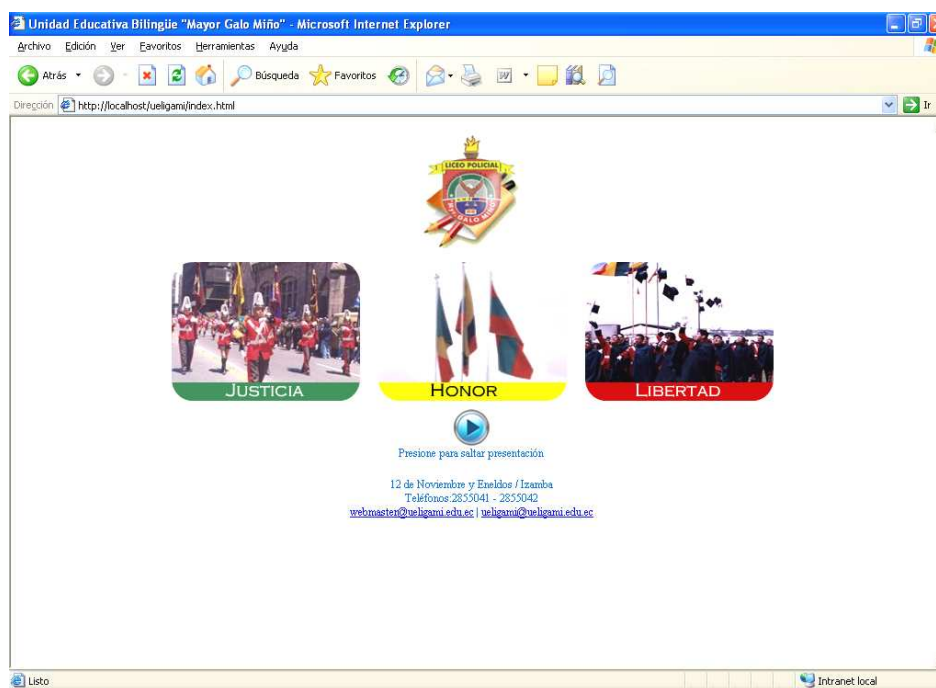 Unidad Educativa Bilingüe "Mayor Galo Miño" - Microsoft Internet Explorer
Archivo Edición Ver Favoritos Herramientas Ayuda
Atrás Búsqueda Favoritos
Dirección http://localhost/ueligami/index.html Ir
LICEO POLICIAL
GALO MIÑO
JUSTICIA HONOR LIBERTAD
Presione para saltar presentación
12 de Noviembre y Eneldos / Izamba
Teléfonos:2855041 - 2855042
webmaster@ueligami.edu.ec | ueligami@ueligami.edu.ec
Listo Intranet local